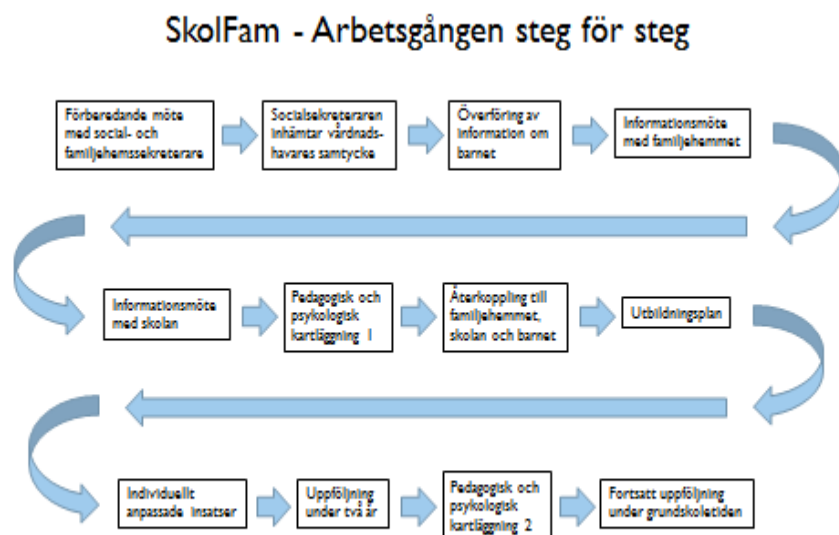 SkolFam - Arbetsgången steg för steg
Förberedande möte
med social- och
familjehemssekreterare
Socialsekreteraren
inhämtar vårdnads-
havares samtycke
Överföring av
information om
barnet
Informationsmöte
med familjehemmet
Informationsmöte
med skolan
Pedagogisk och
psykologisk
kartläggning 1
Återkoppling till
familjehemmet,
skolan och barnet
Utbildningsplan
Individuellt
anpassade insatser
Uppföljning
under två år
Pedagogisk och
psykologisk
kartläggning 2
Fortsatt uppföljning
under grundskoletiden